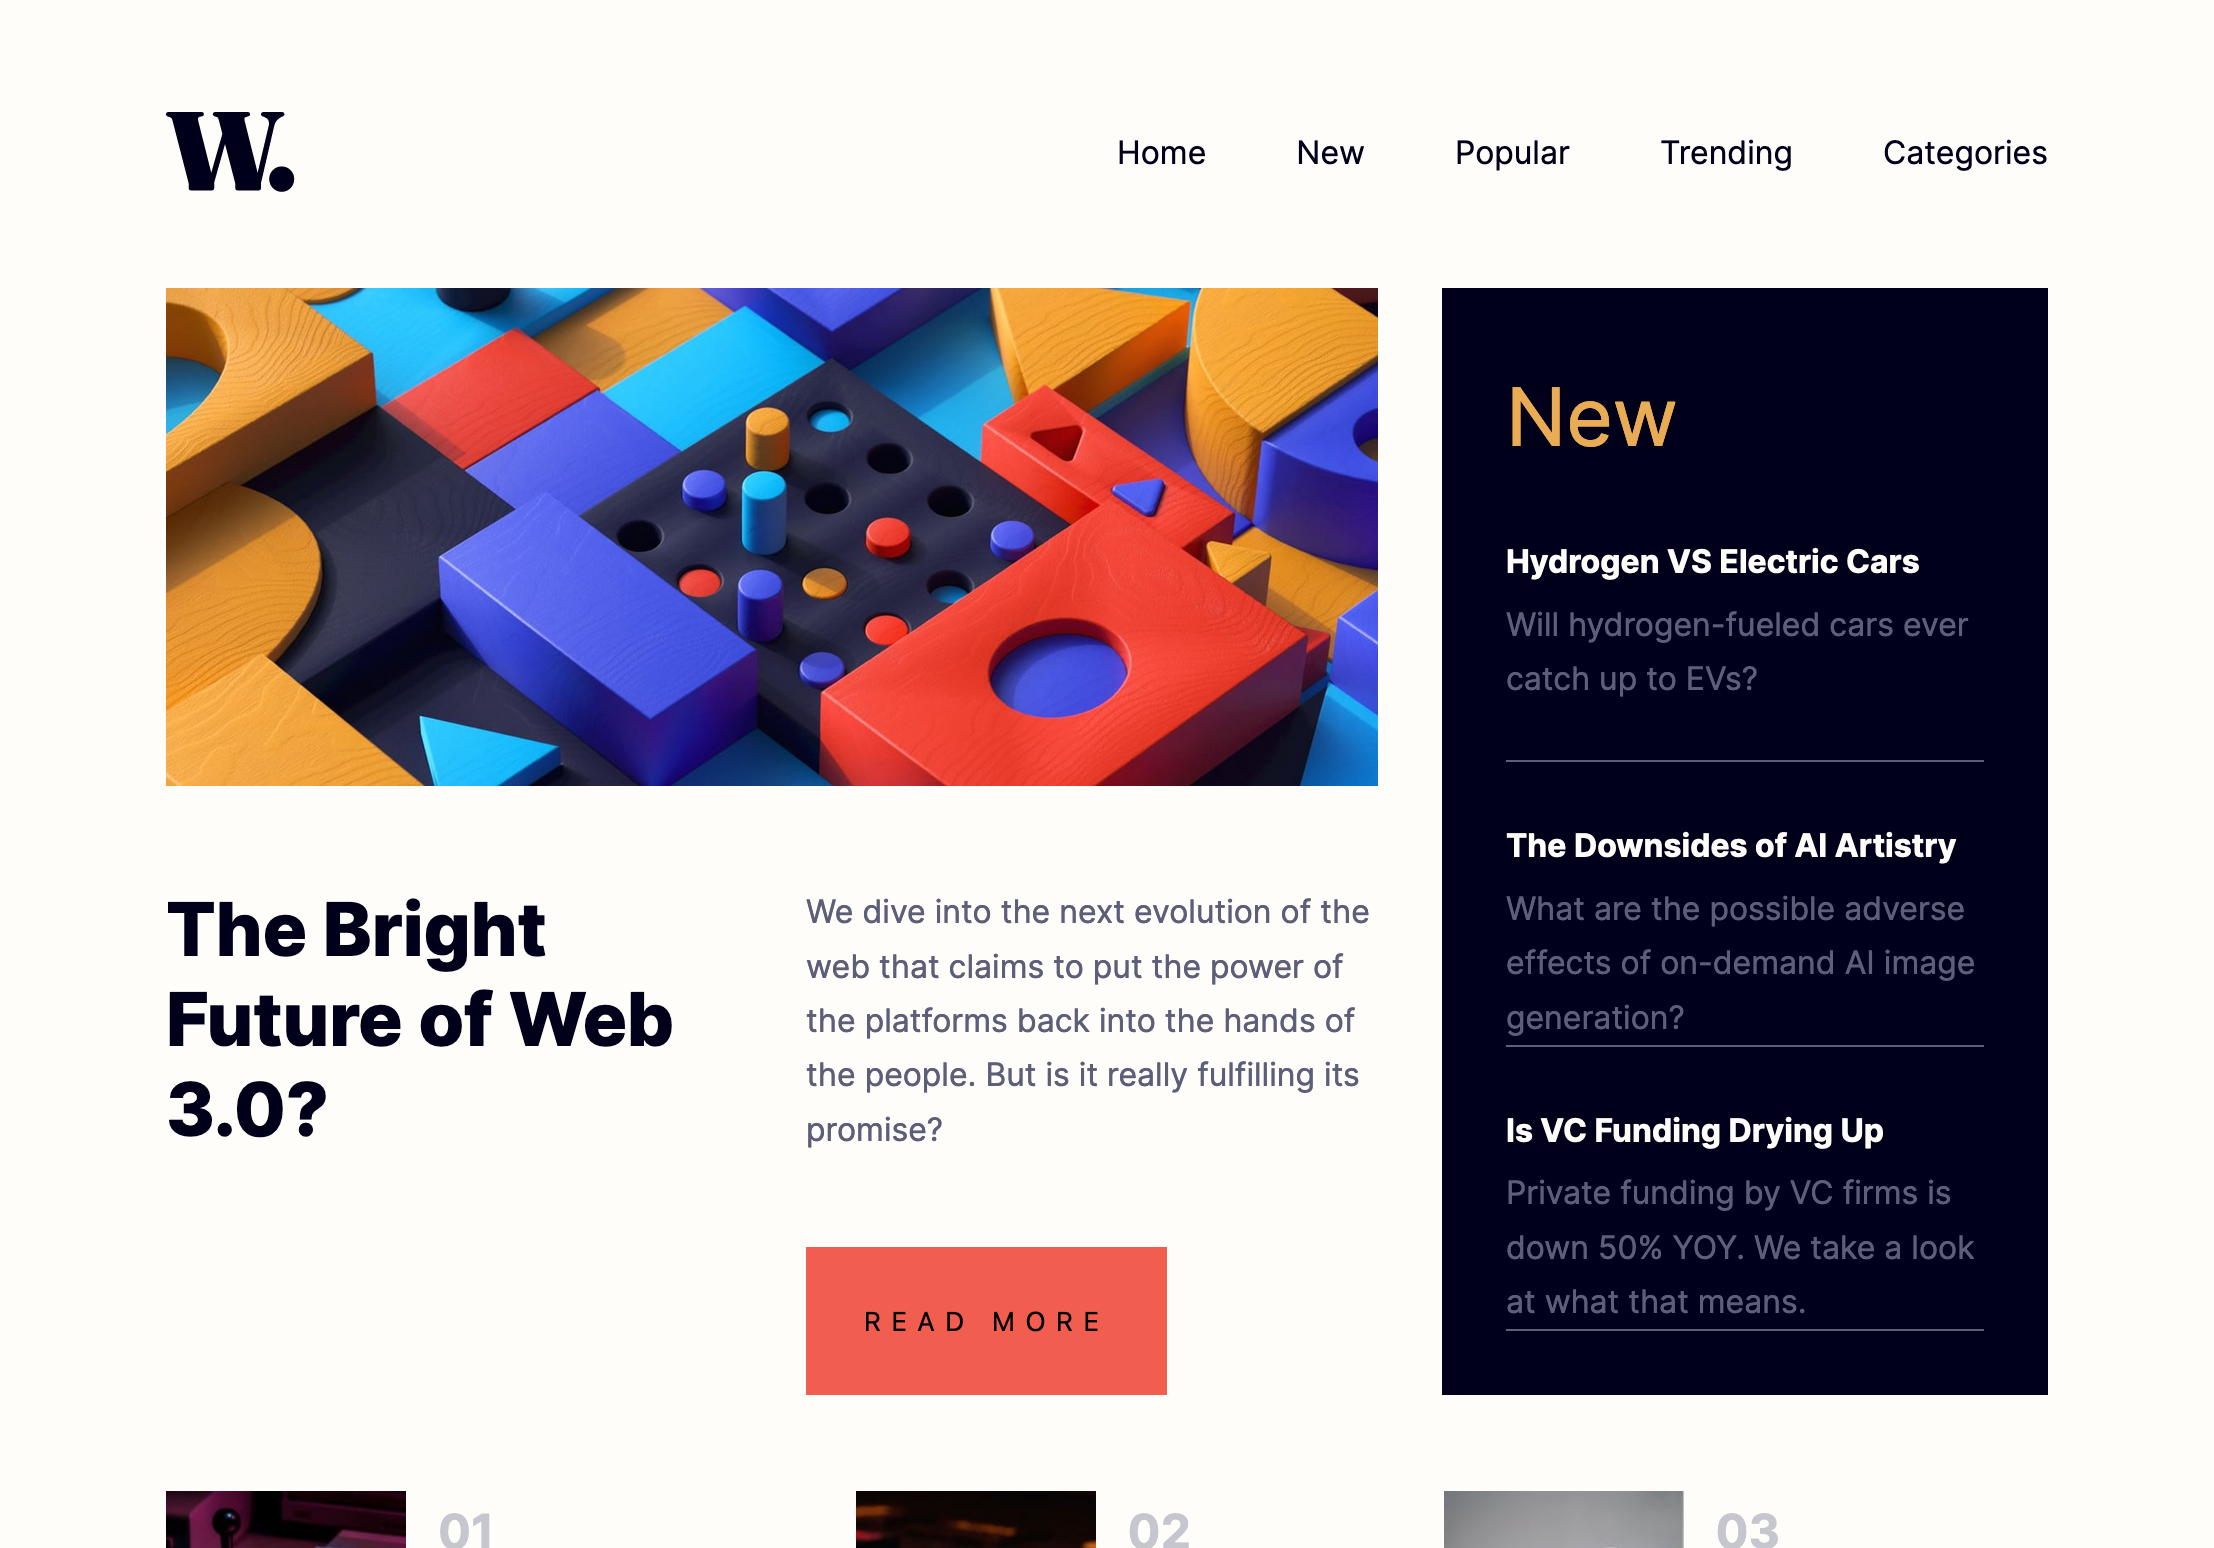 W.
Home New Popular Trending Categories
New
Hydrogen VS Electric Cars
Will hydrogen-fueled cars ever
catch up to EVs?
The Downsides of AI Artistry
What are the possible adverse
effects of on-demand AI image
generation?
Is VC Funding Drying Up
Private funding by VC firms is
down 50% YOY. We take a look
at what that means.
The Bright
Future of Web
3.0?
We dive into the next evolution of the
web that claims to put the power of
the platforms back into the hands of
the people. But is it really fulfilling its
promise?
READ MORE
01
02
03